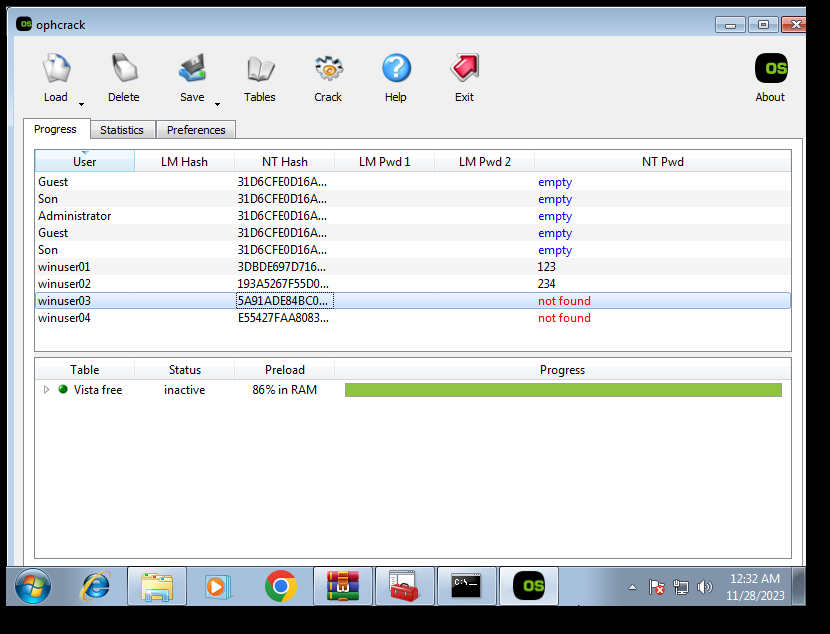 OS ophcrack
Load Delete Save Tables Crack Help Exit OS About
Progress Statistics Preferences
User LM Hash NT Hash LM Pwd 1 LM Pwd 2 NT Pwd
Guest 31D6CFE0D16A... empty
Son 31D6CFE0D16A... empty
Administrator 31D6CFE0D16A... empty
Guest 31D6CFE0D16A... empty
Son 31D6CFE0D16A... empty
winuser01 3DBDE697D716... 123
winuser02 193A5267F55D0... 234
winuser03 5A91ADE84BC0... not found
winuser04 E55427FAA8083... not found
Table Status Preload Progress
Vista free inactive 86% in RAM
C:\_ OS 12:32 AM
11/28/2023